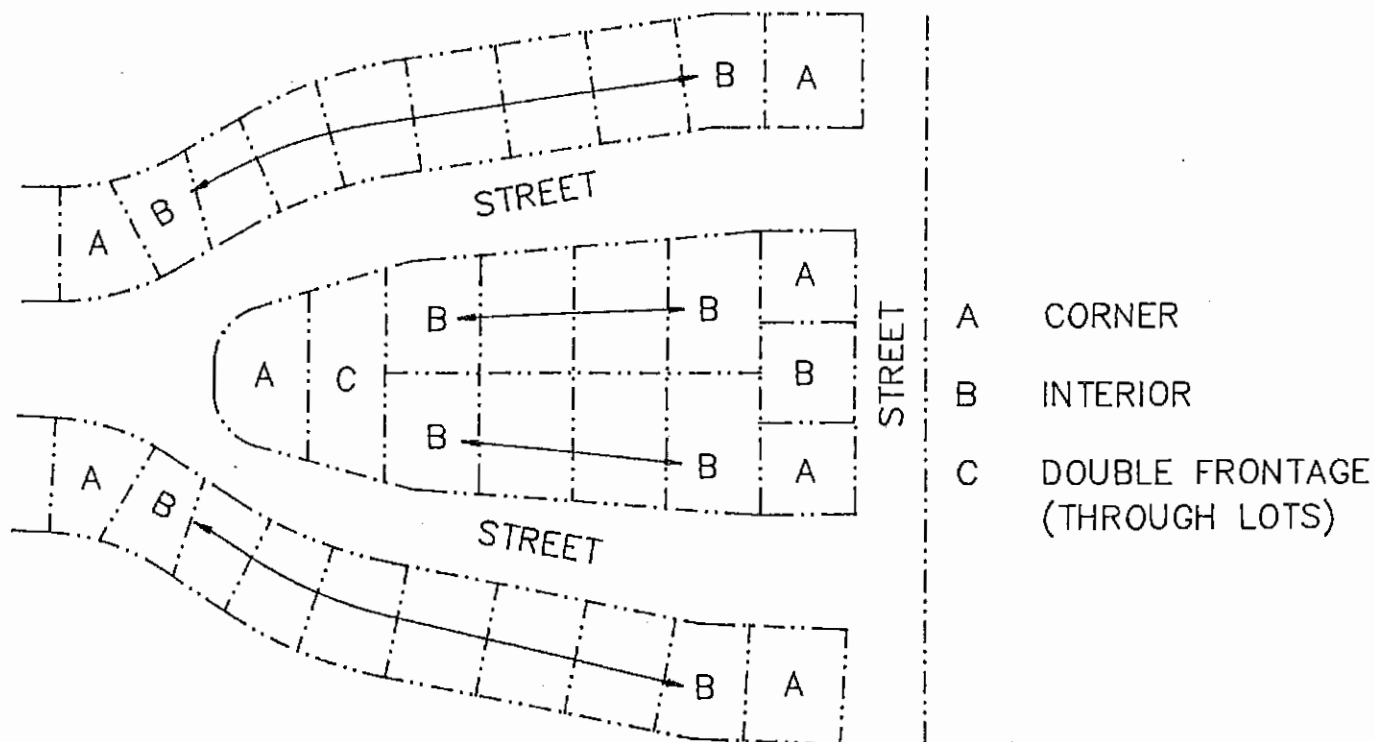 B A
A B
STREET
A
B B
A C B
B B
A
STREET
A B
STREET
B A
A CORNER
B INTERIOR
C DOUBLE FRONTAGE
(THROUGH LOTS)